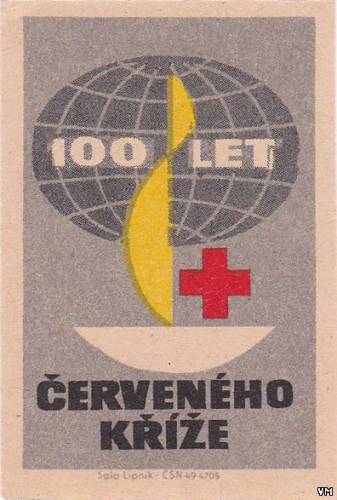 100 LET
ČERVENÉHO
KŘÍŽE
Solo Lipník - ČSN 49 6705
VM